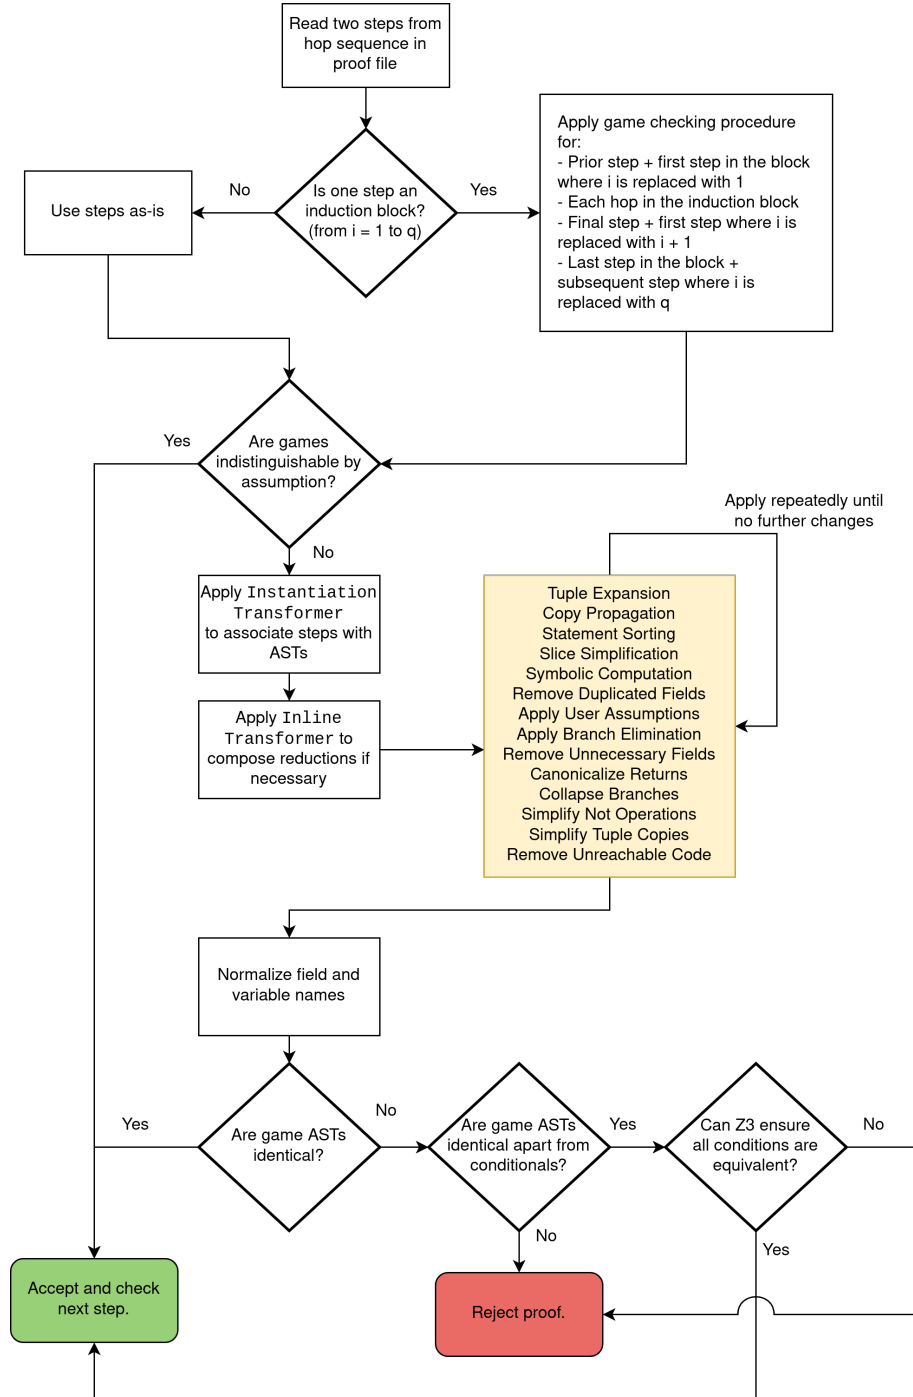 Read two steps from
hop sequence in
proof file
Is one step an
induction block?
(from i = 1 to q)
No
Yes
Use steps as-is
Apply game checking procedure
for:
- Prior step + first step in the block
where i is replaced with 1
- Each hop in the induction block
- Final step + first step where i is
replaced with i + 1
- Last step in the block +
subsequent step where i is
replaced with q
Are games
indistinguishable by
assumption?
Yes
No
Apply Instantiation
Transformer
to associate steps with
ASTs
Apply Inline
Transformer to
compose reductions if
necessary
Apply repeatedly until
no further changes
Tuple Expansion
Copy Propagation
Statement Sorting
Slice Simplification
Symbolic Computation
Remove Duplicated Fields
Apply User Assumptions
Apply Branch Elimination
Remove Unnecessary Fields
Canonicalize Returns
Collapse Branches
Simplify Not Operations
Simplify Tuple Copies
Remove Unreachable Code
Normalize field and
variable names
Are game ASTs
identical?
Yes
No
Are game ASTs
identical apart from
conditionals?
Yes
No
Can Z3 ensure
all conditions are
equivalent?
No
Yes
Accept and check
next step.
Reject proof.